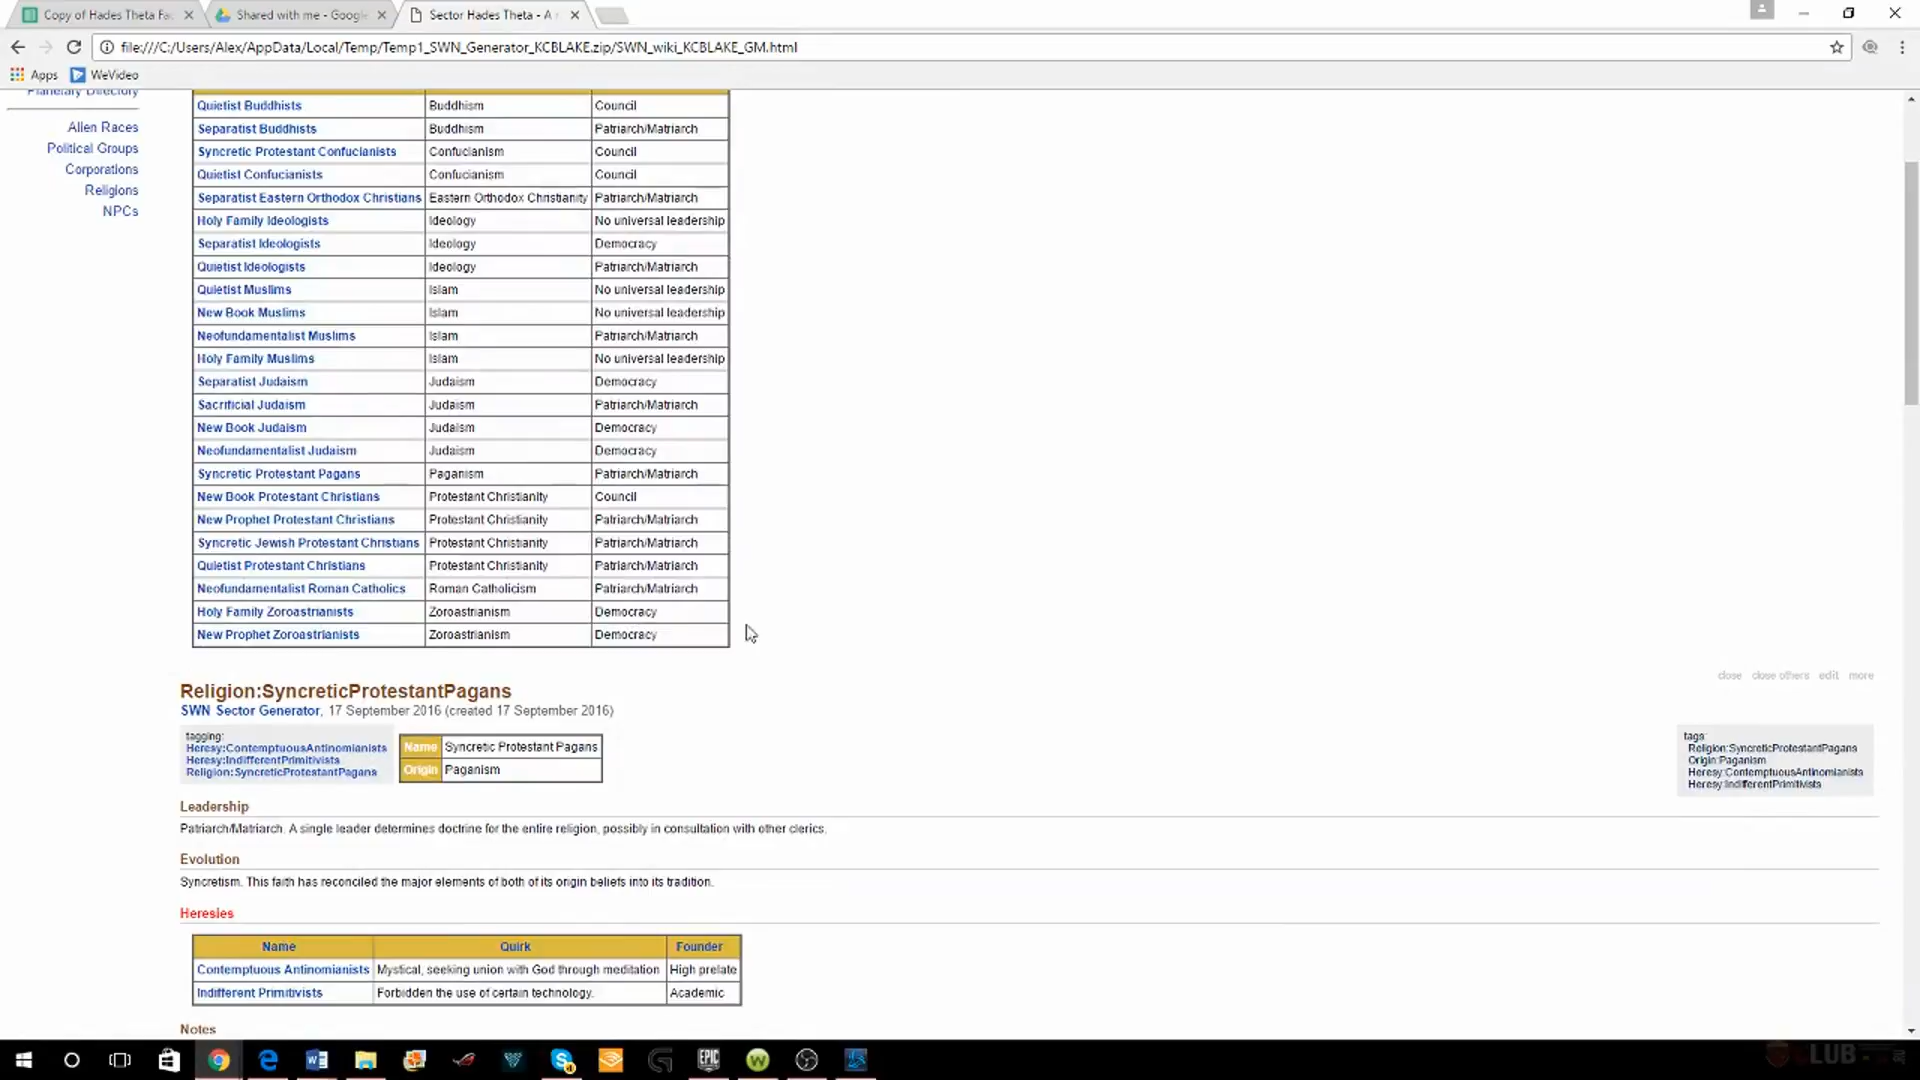 Copy of Hades Theta Fac
Shared with me - Google
Sector Hades Theta - A
file:///C:/Users/Alex/AppData/Local/Temp/Temp1_SWN_Generator_KCBLAKE.zip/SWN_wiki_KCBLAKE_GM.html
Apps WeVideo
Planetary Directory
Alien Races
Political Groups
Corporations
Religions
NPCs
Quietist Buddhists Buddhism Council
Separatist Buddhists Buddhism Patriarch/Matriarch
Syncretic Protestant Confucianists Confucianism Council
Quietist Confucianists Confucianism Council
Separatist Eastern Orthodox Christians Eastern Orthodox Christianity Patriarch/Matriarch
Holy Family Ideologists Ideology No universal leadership
Separatist Ideologists Ideology Democracy
Quietist Ideologists Ideology Patriarch/Matriarch
Quietist Muslims Islam No universal leadership
New Book Muslims Islam No universal leadership
Neofundamentalist Muslims Islam Patriarch/Matriarch
Holy Family Muslims Islam No universal leadership
Separatist Judaism Judaism Democracy
Sacrificial Judaism Judaism Patriarch/Matriarch
New Book Judaism Judaism Democracy
Neofundamentalist Judaism Judaism Democracy
Syncretic Protestant Pagans Paganism Patriarch/Matriarch
New Book Protestant Christians Protestant Christianity Council
New Prophet Protestant Christians Protestant Christianity Patriarch/Matriarch
Syncretic Jewish Protestant Christians Protestant Christianity Patriarch/Matriarch
Quietist Protestant Christians Protestant Christianity Patriarch/Matriarch
Neofundamentalist Roman Catholics Roman Catholicism Patriarch/Matriarch
Holy Family Zoroastrianists Zoroastrianism Democracy
New Prophet Zoroastrianists Zoroastrianism Democracy
close close others edit more
Religion:SyncreticProtestantPagans
SWN Sector Generator, 17 September 2016 (created 17 September 2016)
tagging:
Heresy:ContemptuousAntinomianists
Heresy:IndifferentPrimitivists
Religion:SyncreticProtestantPagans
Name Syncretic Protestant Pagans
Origin Paganism
tags:
Religion:SyncreticProtestantPagans
Origin:Paganism
Heresy:ContemptuousAntinomianists
Heresy:IndifferentPrimitivists
Leadership
Patriarch/Matriarch. A single leader determines doctrine for the entire religion, possibly in consultation with other clerics.
Evolution
Syncretism. This faith has reconciled the major elements of both of its origin beliefs into its tradition.
Heresies
Name Quirk Founder
Contemptuous Antinomianists Mystical, seeking union with God through meditation High prelate
Indifferent Primitivists Forbidden the use of certain technology. Academic
Notes
EPIC